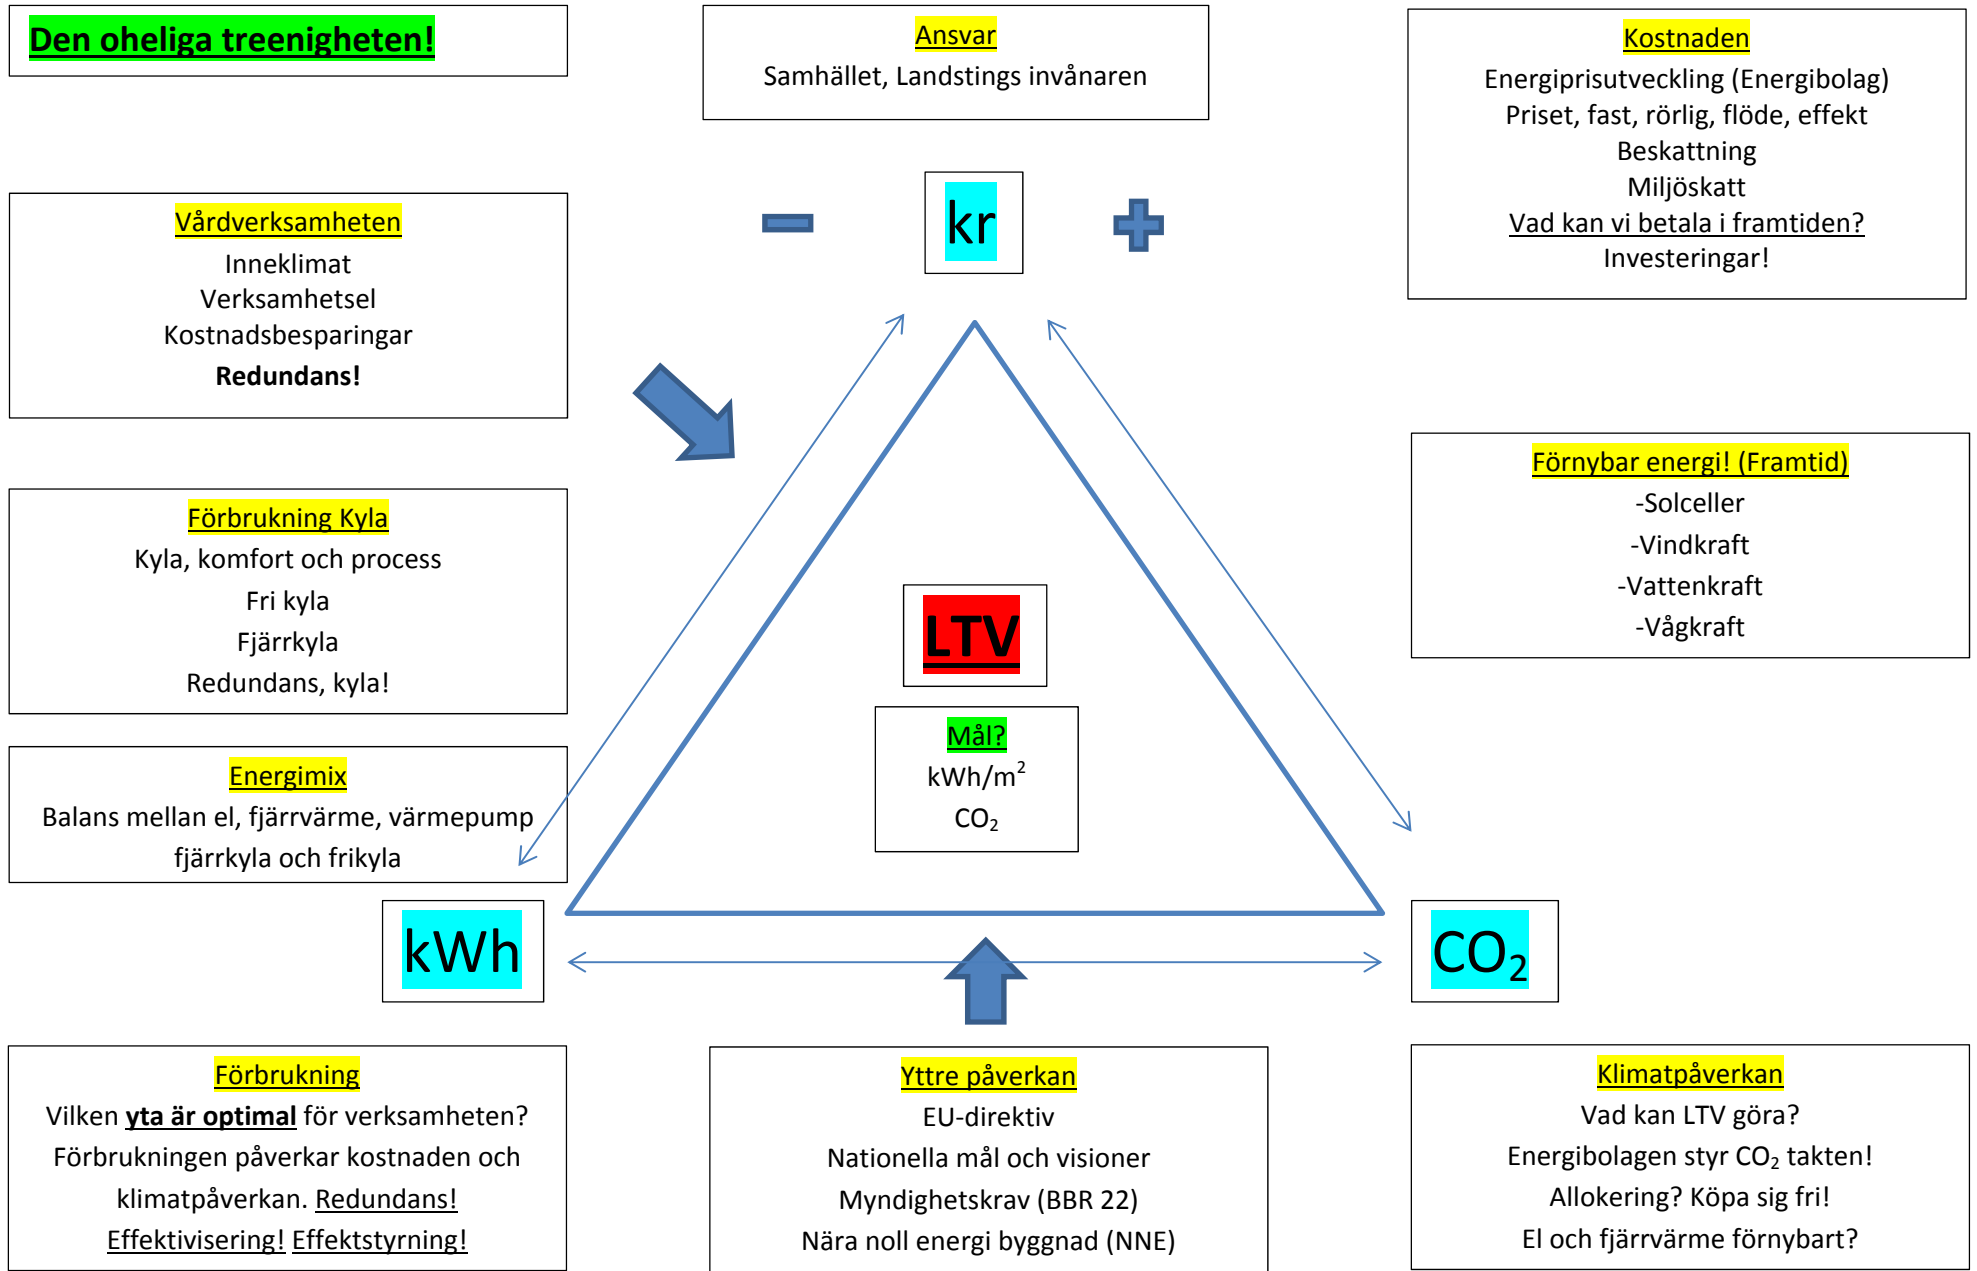 Den oheliga treenigheten!
Ansvar
Samhället, Landstings invånaren
Kostnaden
Energiprisutveckling (Energibolag)
Priset, fast, rörlig, flöde, effekt
Beskattning
Miljöskatt
Vad kan vi betala i framtiden?
Investeringar!
kr
Vårdverksamheten
Inneklimat
Verksamhetsel
Kostnadsbesparingar
Redundans!
Förnybar energi! (Framtid)
-Solceller
-Vindkraft
-Vattenkraft
-Vågkraft
Förbrukning Kyla
Kyla, komfort och process
Fri kyla
Fjärrkyla
Redundans, kyla!
LTV
Mål?
kWh/m²
CO₂
Energimix
Balans mellan el, fjärrvärme, värmepump
fjärrkyla och frikyla
kWh
CO₂
Förbrukning
Vilken yta är optimal för verksamheten?
Förbrukningen påverkar kostnaden och
klimatpåverkan. Redundans!
Effektivisering! Effektstyrning!
Yttre påverkan
EU-direktiv
Nationella mål och visioner
Myndighetskrav (BBR 22)
Nära noll energi byggnad (NNE)
Klimatpåverkan
Vad kan LTV göra?
Energibolagen styr CO₂ takten!
Allokering? Köpa sig fri!
El och fjärrvärme förnybart?